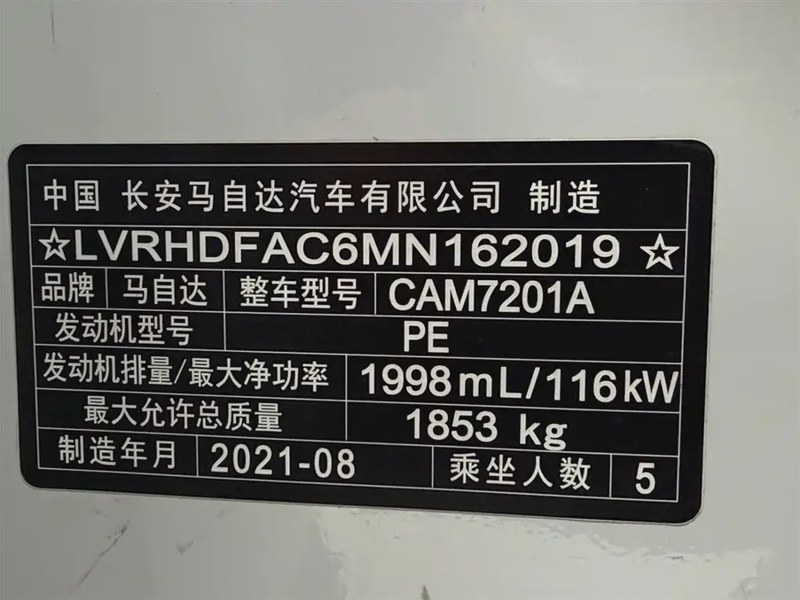 中国 长安马自达汽车有限公司 制造
☆LVRHDFAC6MN162019☆
品牌 马自达 整车型号 CAM7201A
发动机型号 PE
发动机排量/最大净功率 1998mL/116kW
最大允许总质量 1853 kg
制造年月 2021-08 乘坐人数 5